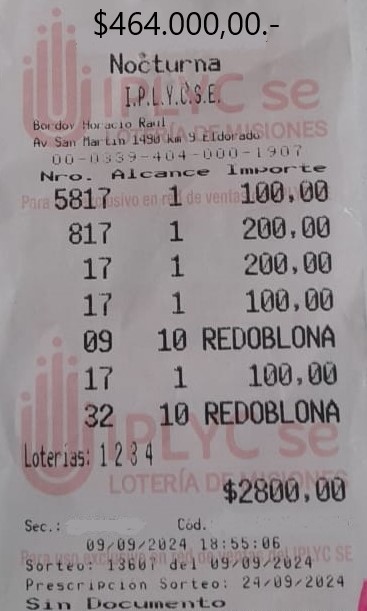 $464.000,00.-
Nocturna
I.P.L.Y.C.S.E.
Bordov Horacio Raul
Av San Martin 1490 km 9 Eldorado
00-0339-404-000-1907
Nro. Alcance Importe
5817 1 100,00
817 1 200,00
17 1 200,00
17 1 100,00
09 10 REDOBLONA
17 1 100,00
32 10 REDOBLONA
IPLYC se
Loterias: 1 2 3 4
LOTERÍA DE MISIONES
$2800,00
Sec.: Cod.
09/09/2024 18:55:06
Sorteo: 13607 del 09/09/2024
Prescripcion Sorteo: 24/09/2024
Sin Documento